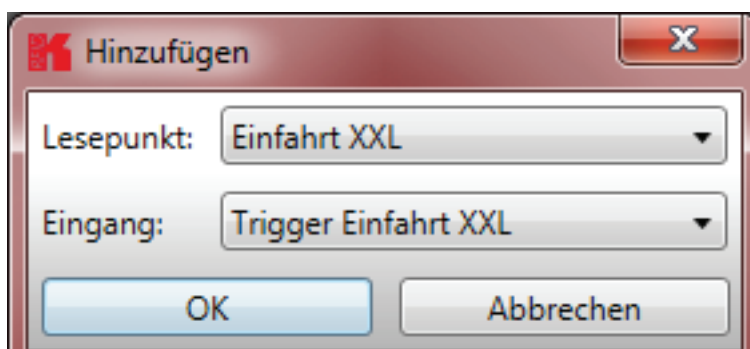 Hinzufügen
Lesepunkt: Einfahrt XXL
Eingang: Trigger Einfahrt XXL
OK Abbrechen